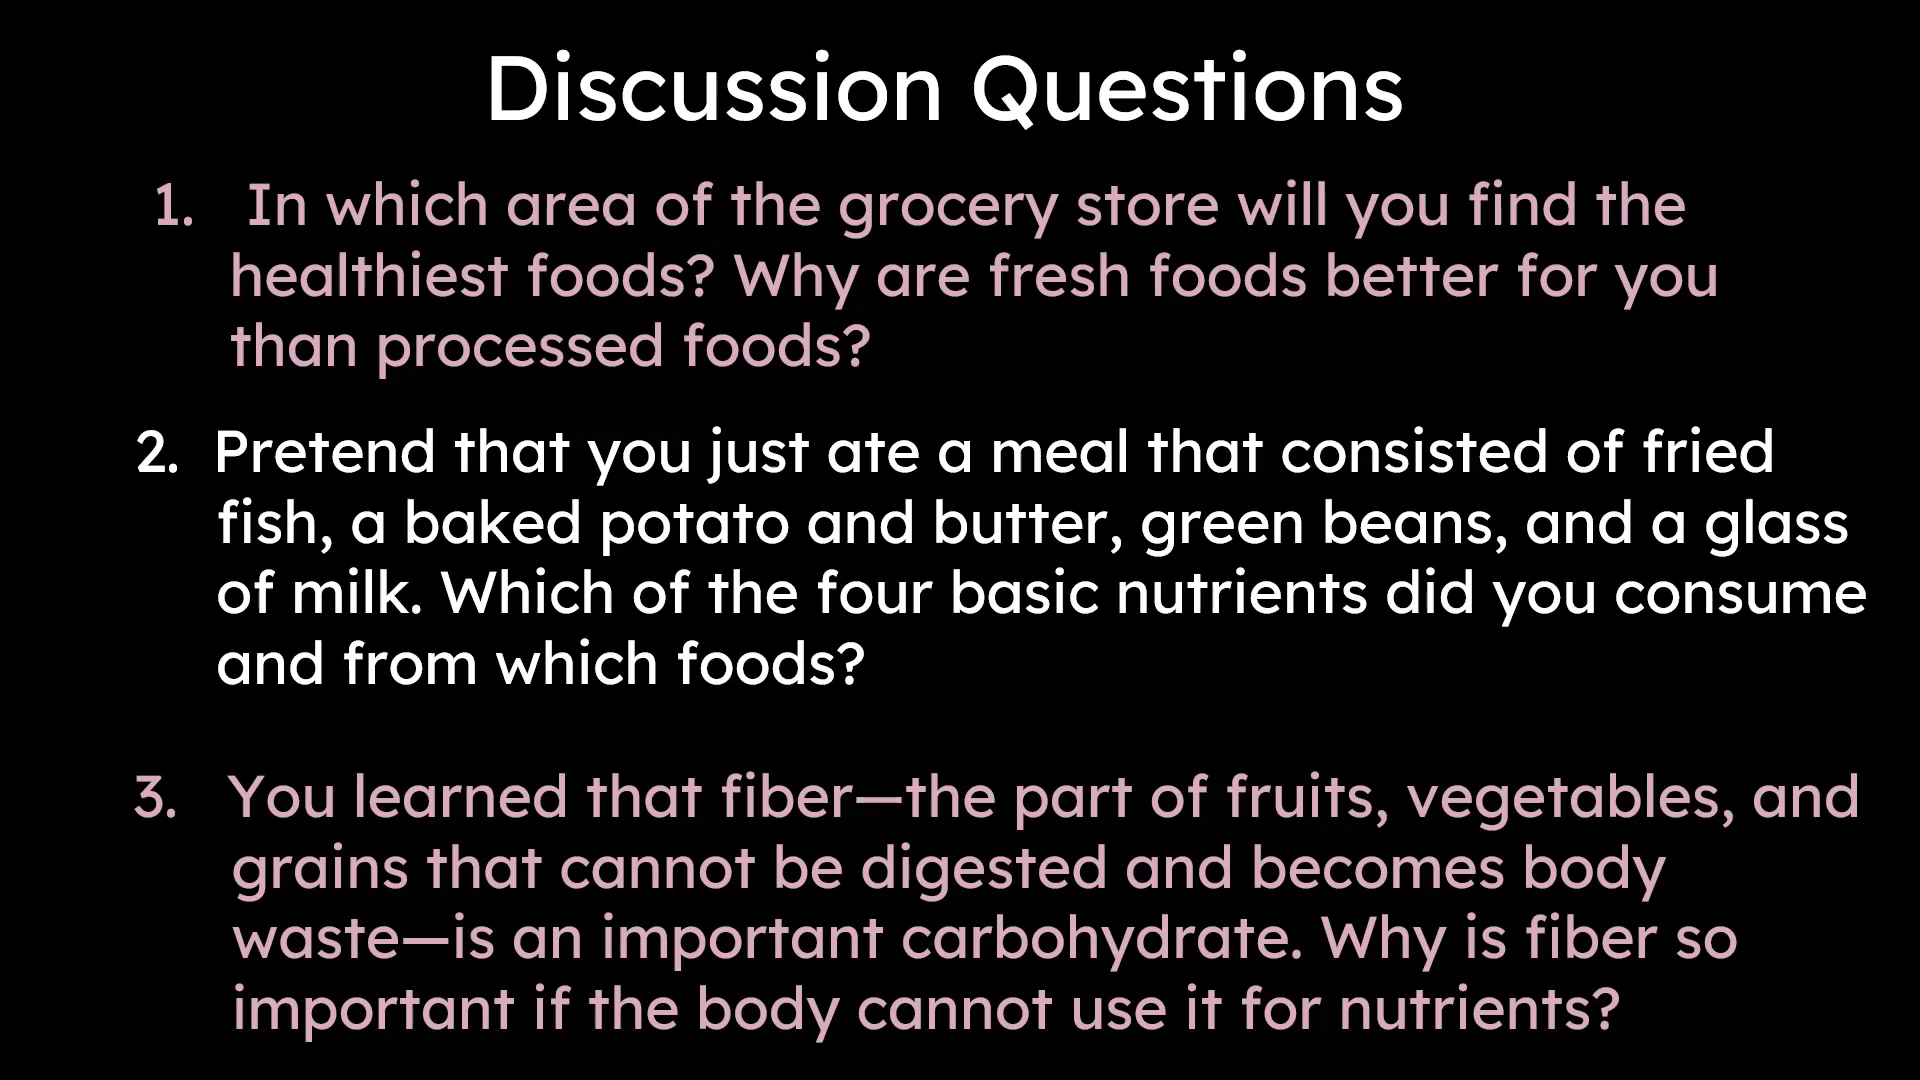 Discussion Questions
1. In which area of the grocery store will you find the
healthiest foods? Why are fresh foods better for you
than processed foods?
2. Pretend that you just ate a meal that consisted of fried
fish, a baked potato and butter, green beans, and a glass
of milk. Which of the four basic nutrients did you consume
and from which foods?
3. You learned that fiber—the part of fruits, vegetables, and
grains that cannot be digested and becomes body
waste—is an important carbohydrate. Why is fiber so
important if the body cannot use it for nutrients?